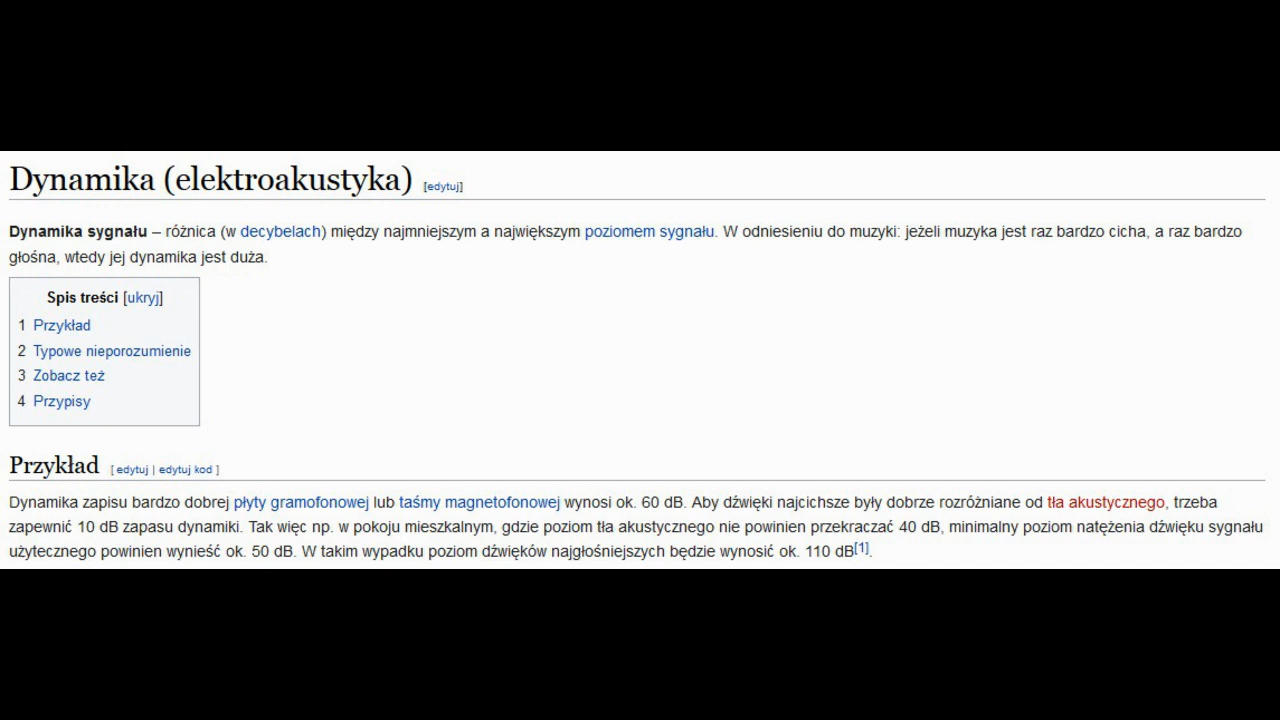 Dynamika (elektroakustyka) [edytuj]
Dynamika sygnału – różnica (w decybelach) między najmniejszym a największym poziomem sygnału. W odniesieniu do muzyki: jeżeli muzyka jest raz bardzo cicha, a raz bardzo
głośna, wtedy jej dynamika jest duża.
Spis treści [ukryj]
1 Przykład
2 Typowe nieporozumienie
3 Zobacz też
4 Przypisy
Przykład [ edytuj | edytuj kod ]
Dynamika zapisu bardzo dobrej płyty gramofonowej lub taśmy magnetofonowej wynosi ok. 60 dB. Aby dźwięki najcichsze były dobrze rozróżniane od tła akustycznego, trzeba
zapewnić 10 dB zapasu dynamiki. Tak więc np. w pokoju mieszkalnym, gdzie poziom tła akustycznego nie powinien przekraczać 40 dB, minimalny poziom natężenia dźwięku sygnału
użytecznego powinien wynieść ok. 50 dB. W takim wypadku poziom dźwięków najgłośniejszych będzie wynosić ok. 110 dB[1].